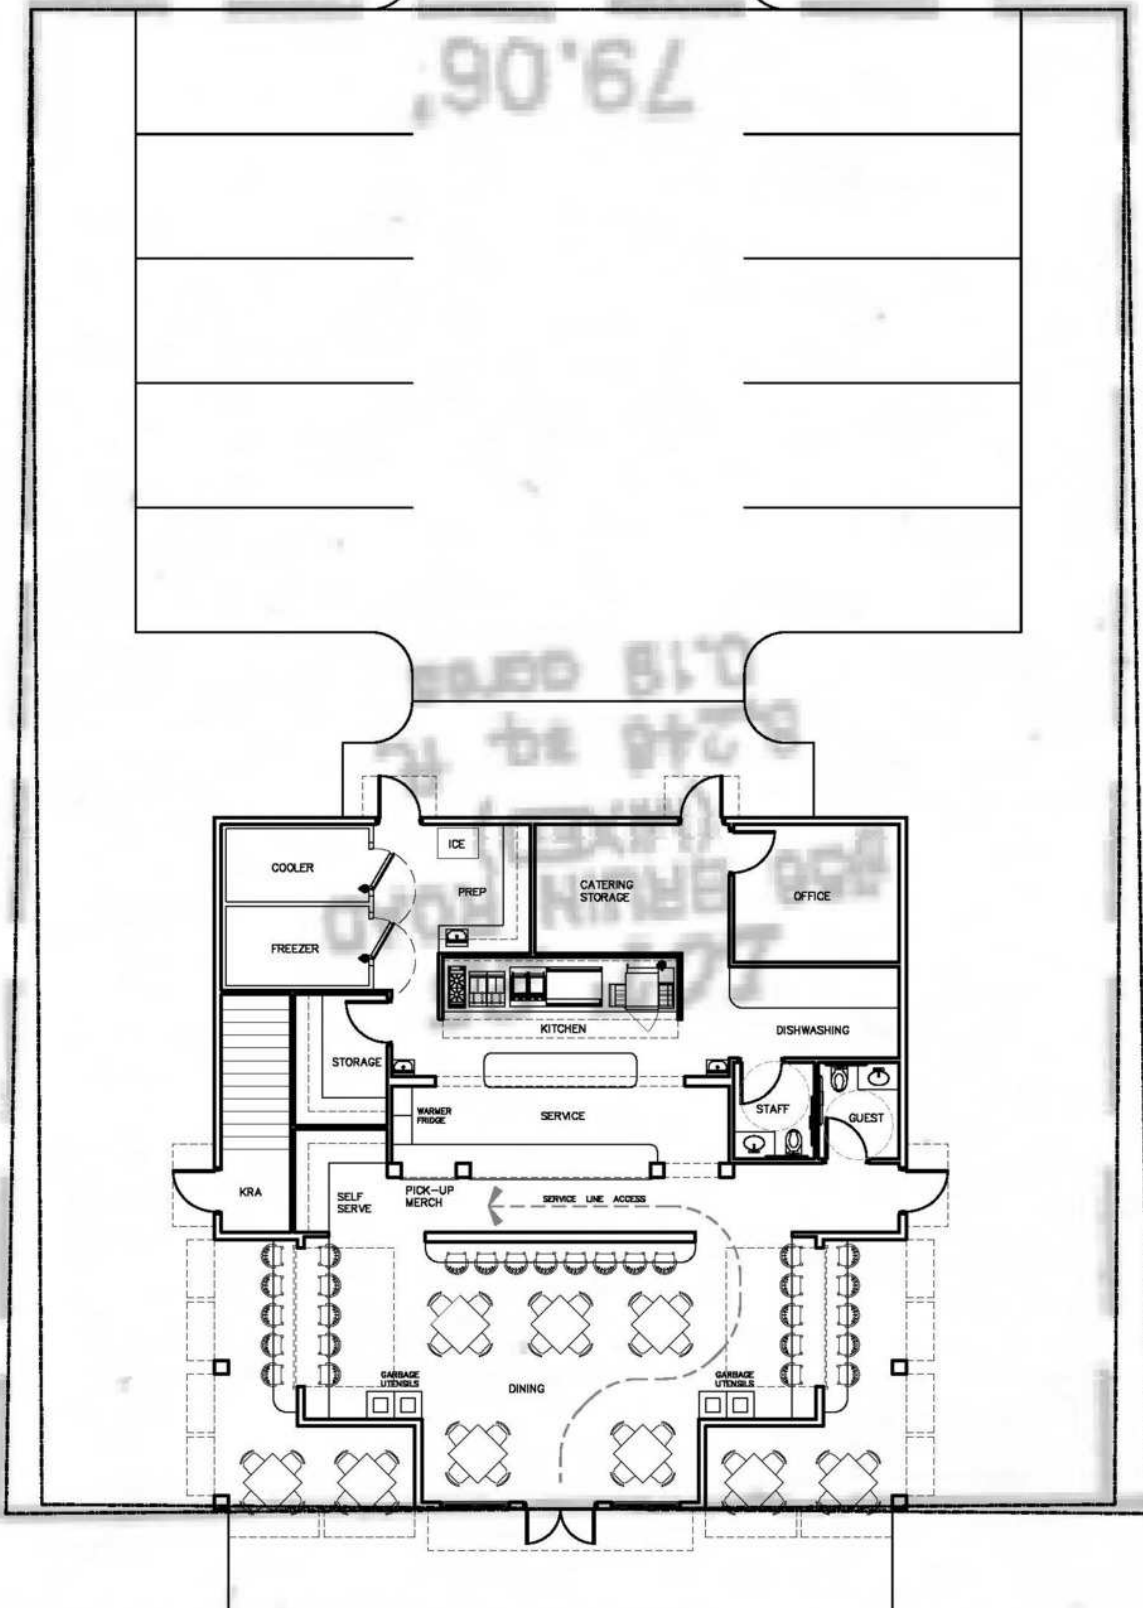 79.06'
0.19 acres
8,248 sq ft
ICE
COOLER
PREP
CATERING
STORAGE
OFFICE
FREEZER
KITCHEN
DISHWASHING
STORAGE
WARMER
FRIDGE
SERVICE
STAFF
GUEST
KRA
SELF
SERVE
PICK-UP
MERCH
SERVICE LINE ACCESS
GARBAGE
UTENSILS
GARBAGE
UTENSILS
DINING